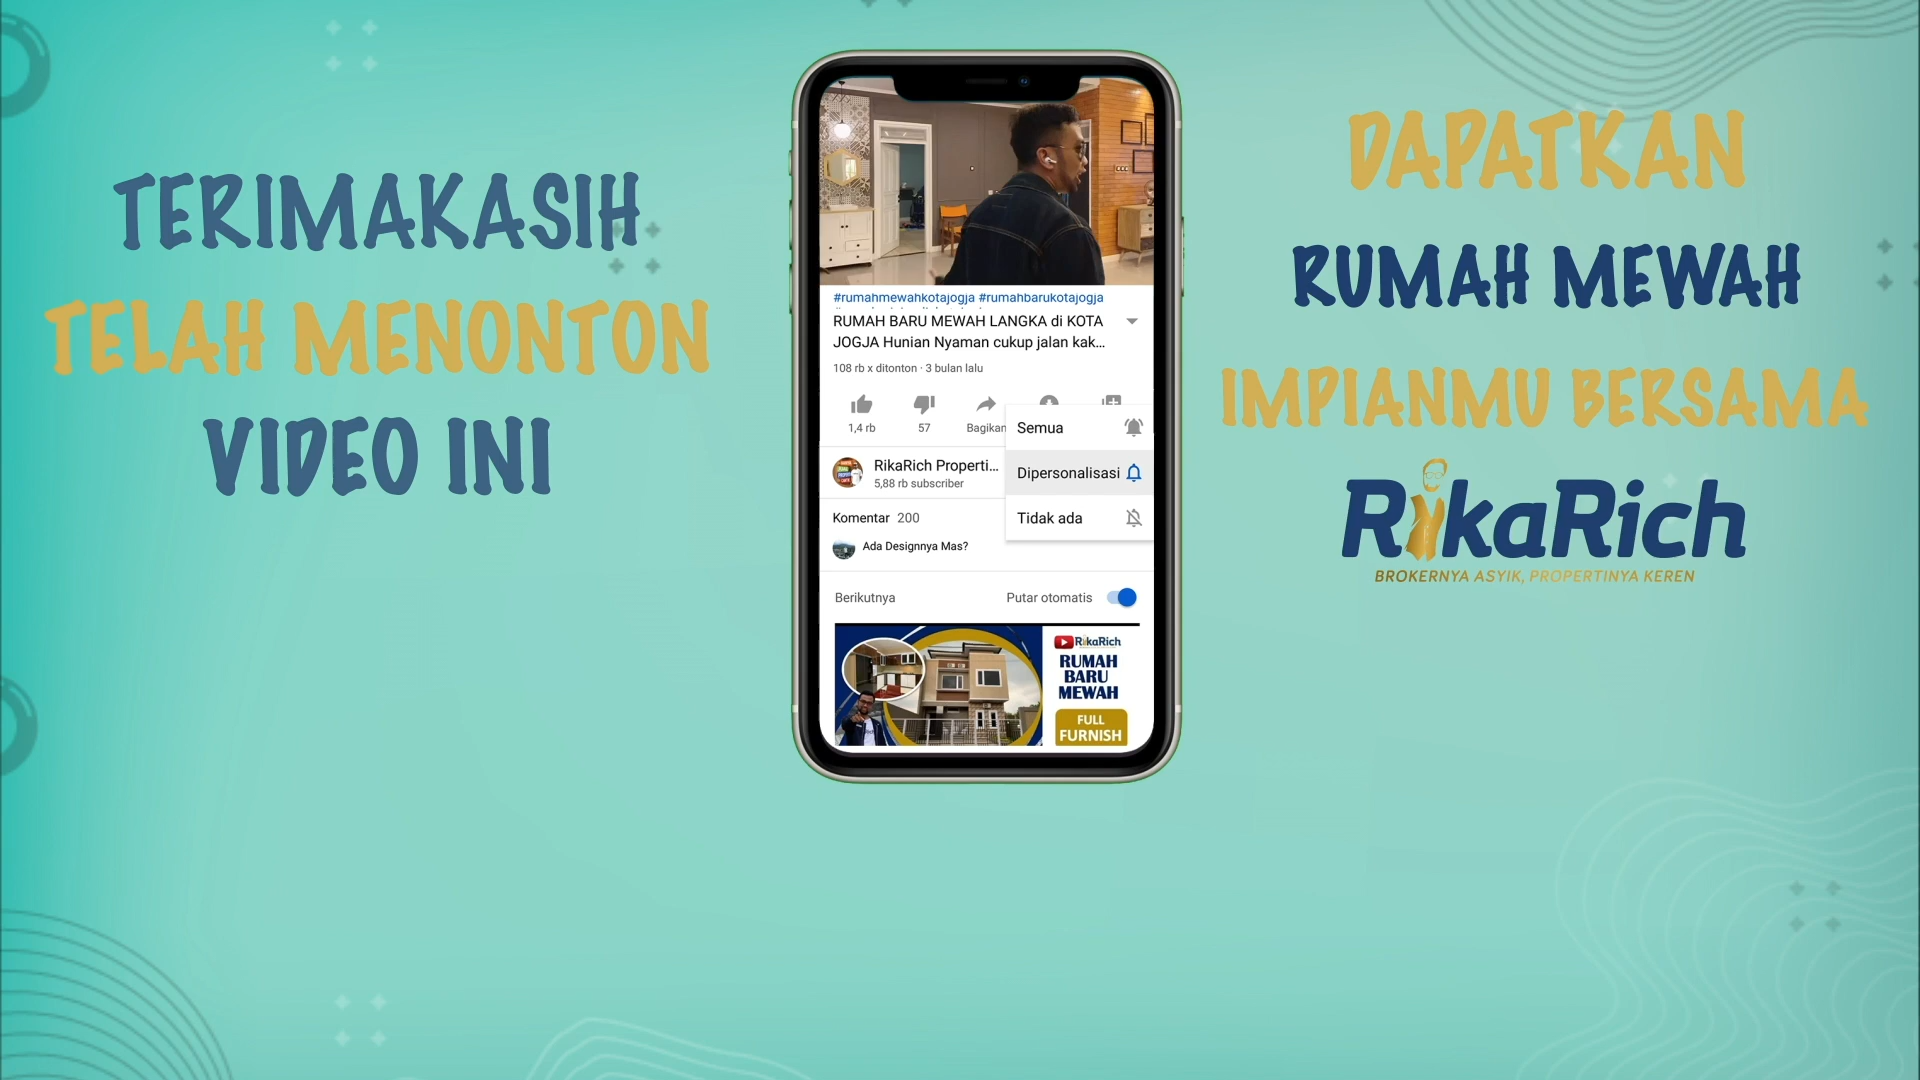 TERIMAKASIH
TELAH MENONTON
VIDEO INI
#rumahmewahkotajogja #rumahbarukotajogja
RUMAH BARU MEWAH LANGKA di KOTA
JOGJA Hunian Nyaman cukup jalan kak...
108 rb x ditonton · 3 bulan lalu
1,4 rb
57
Bagikan
Semua
Dipersonalisasi
Tidak ada
RikaRich Properti...
5,88 rb subscriber
Komentar 200
Ada Designnya Mas?
Berikutnya
Putar otomatis
RikaRich
RUMAH
BARU
MEWAH
FULL
FURNISH
DAPATKAN
RUMAH MEWAH
IMPIANMU BERSAMA
RikaRich
BROKERNYA ASYIK, PROPERTINYA KEREN